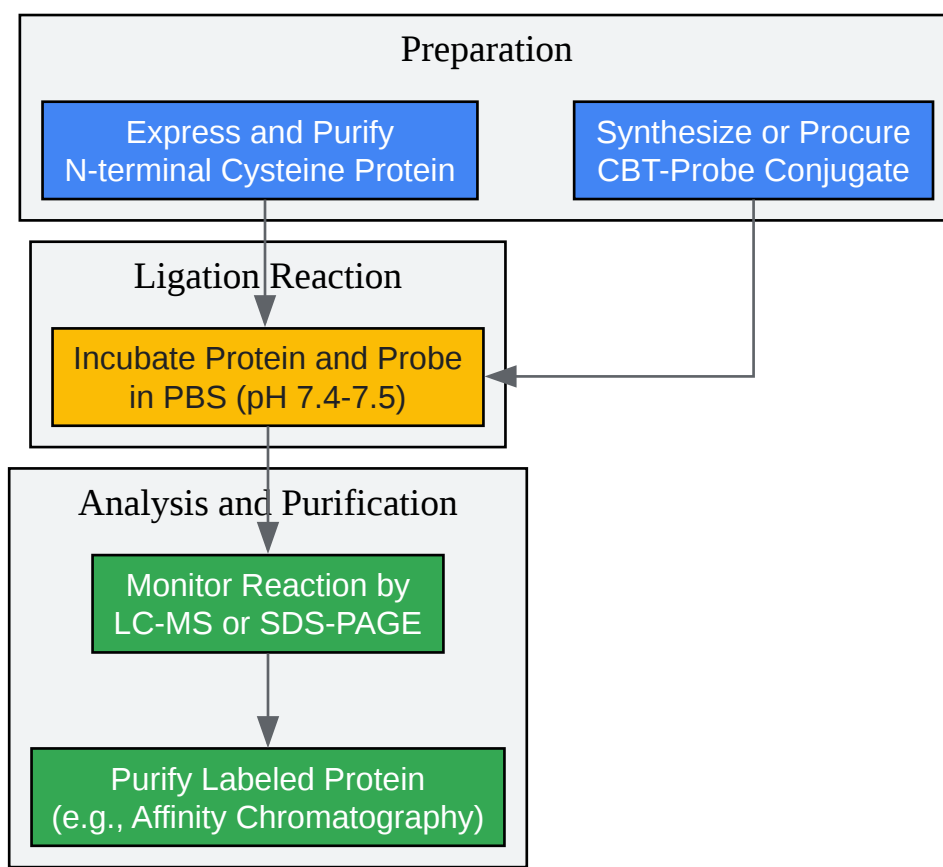 Preparation
Express and Purify
N-terminal Cysteine Protein
Synthesize or Procure
CBT-Probe Conjugate
Ligation Reaction
Incubate Protein and Probe
in PBS (pH 7.4-7.5)
Analysis and Purification
Monitor Reaction by
LC-MS or SDS-PAGE
Purify Labeled Protein
(e.g., Affinity Chromatography)